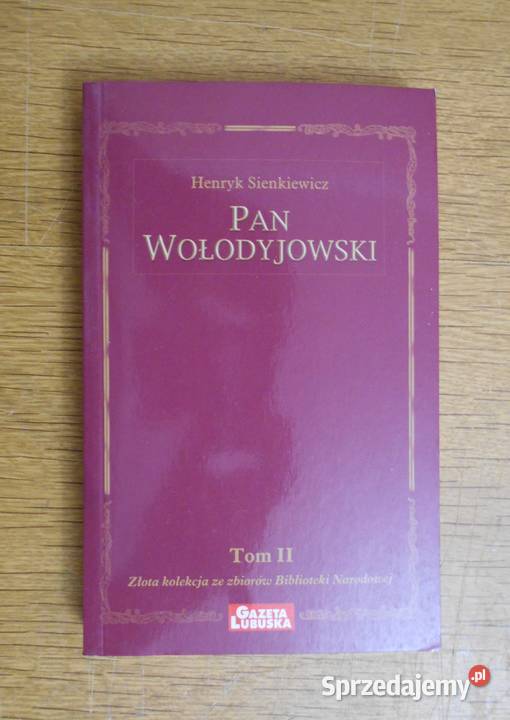 Henryk Sienkiewicz
PAN
WOŁODYJOWSKI
Tom II
Złota kolekcja ze zbiorów Biblioteki Narodowej
GAZETA
LUBUSKA
Sprzedajemy.pl